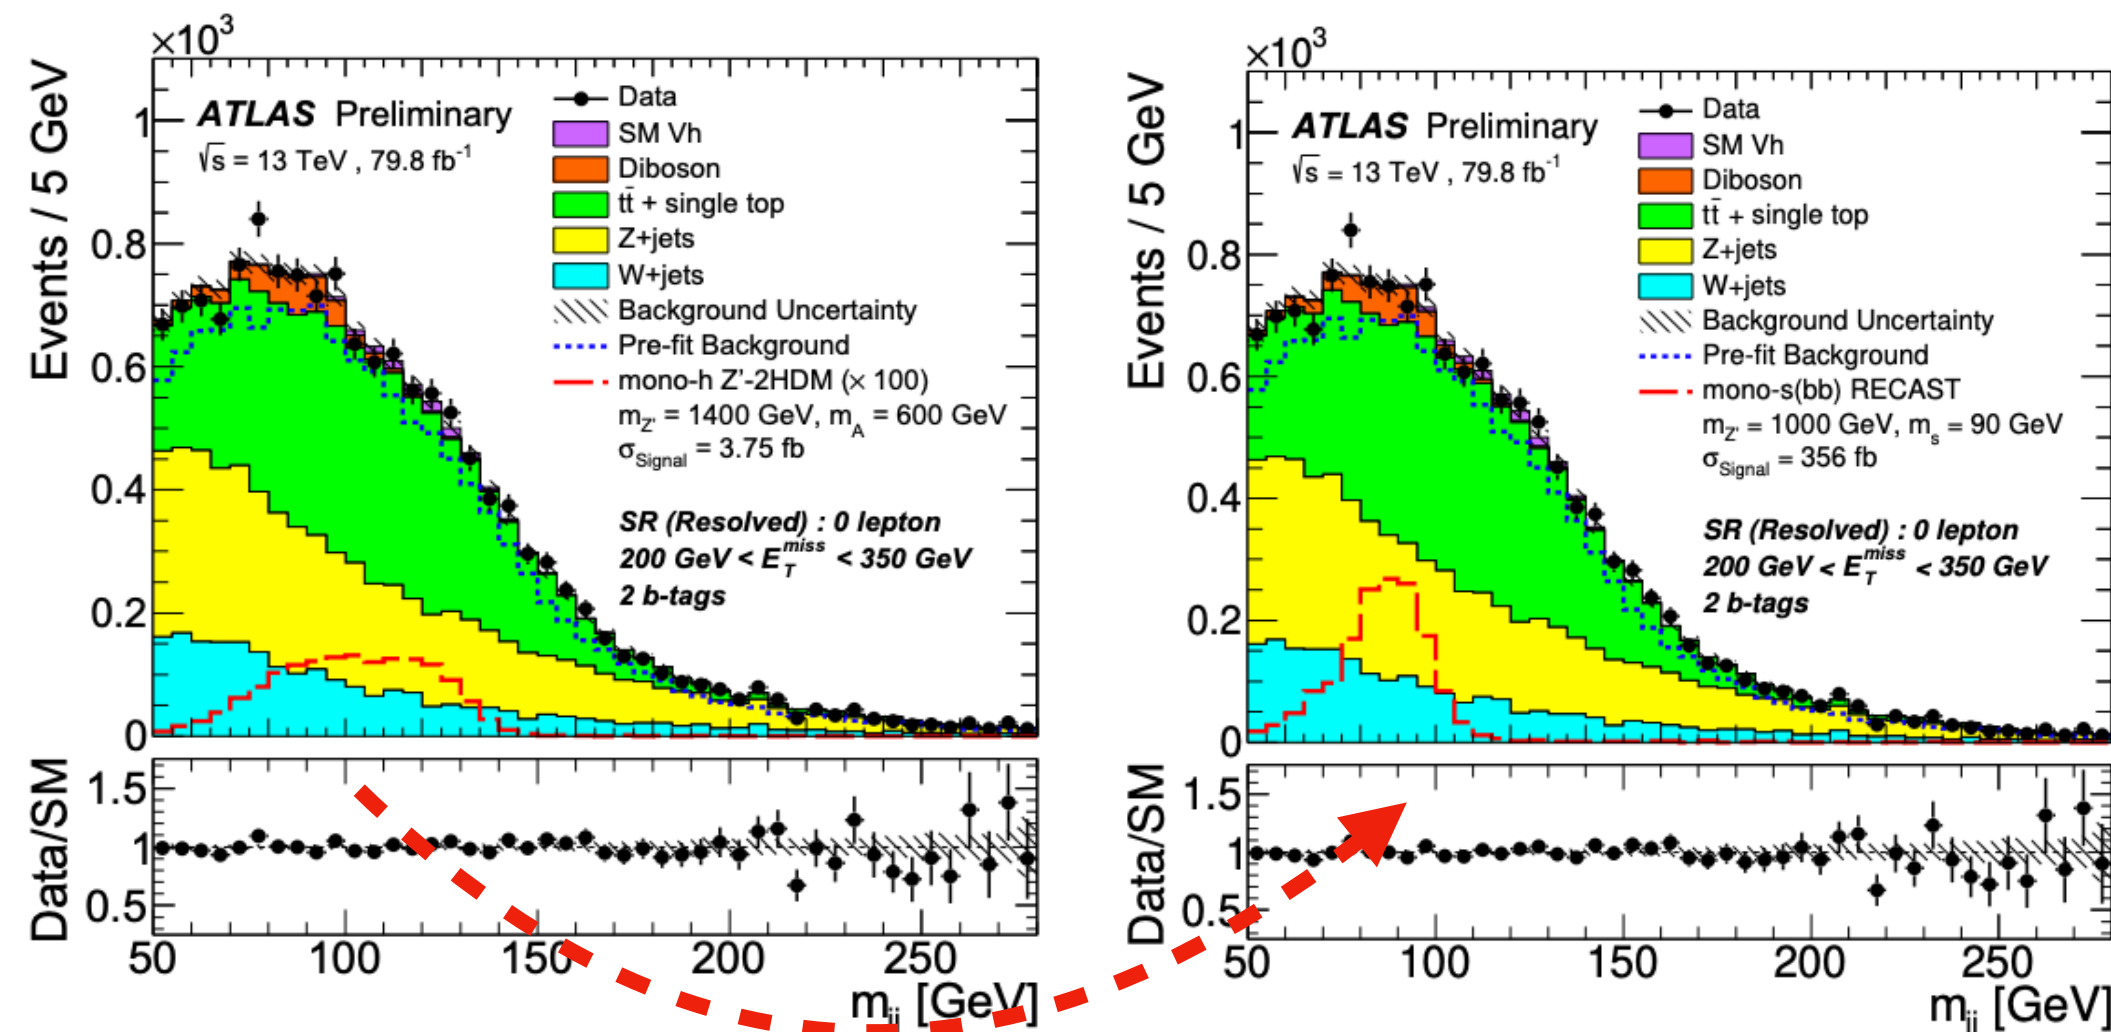 ×10³
Events / 5 GeV
1
0.8
0.6
0.4
0.2
0
ATLAS Preliminary
√s = 13 TeV , 79.8 fb⁻¹
Data
SM Vh
Diboson
tt̄ + single top
Z+jets
W+jets
Background Uncertainty
Pre-fit Background
mono-h Z'-2HDM (× 100)
m_Z' = 1400 GeV, m_A = 600 GeV
σ_Signal = 3.75 fb
SR (Resolved) : 0 lepton
200 GeV < E_T^miss < 350 GeV
2 b-tags
Data/SM
1.5
1
0.5
50 100 150 200 250
m_jj [GeV]
×10³
Events / 5 GeV
1
0.8
0.6
0.4
0.2
0
ATLAS Preliminary
√s = 13 TeV , 79.8 fb⁻¹
Data
SM Vh
Diboson
tt̄ + single top
Z+jets
W+jets
Background Uncertainty
Pre-fit Background
mono-s(bb) RECAST
m_Z' = 1000 GeV, m_s = 90 GeV
σ_Signal = 356 fb
SR (Resolved) : 0 lepton
200 GeV < E_T^miss < 350 GeV
2 b-tags
Data/SM
1.5
1
0.5
50 100 150 200 250
m_jj [GeV]